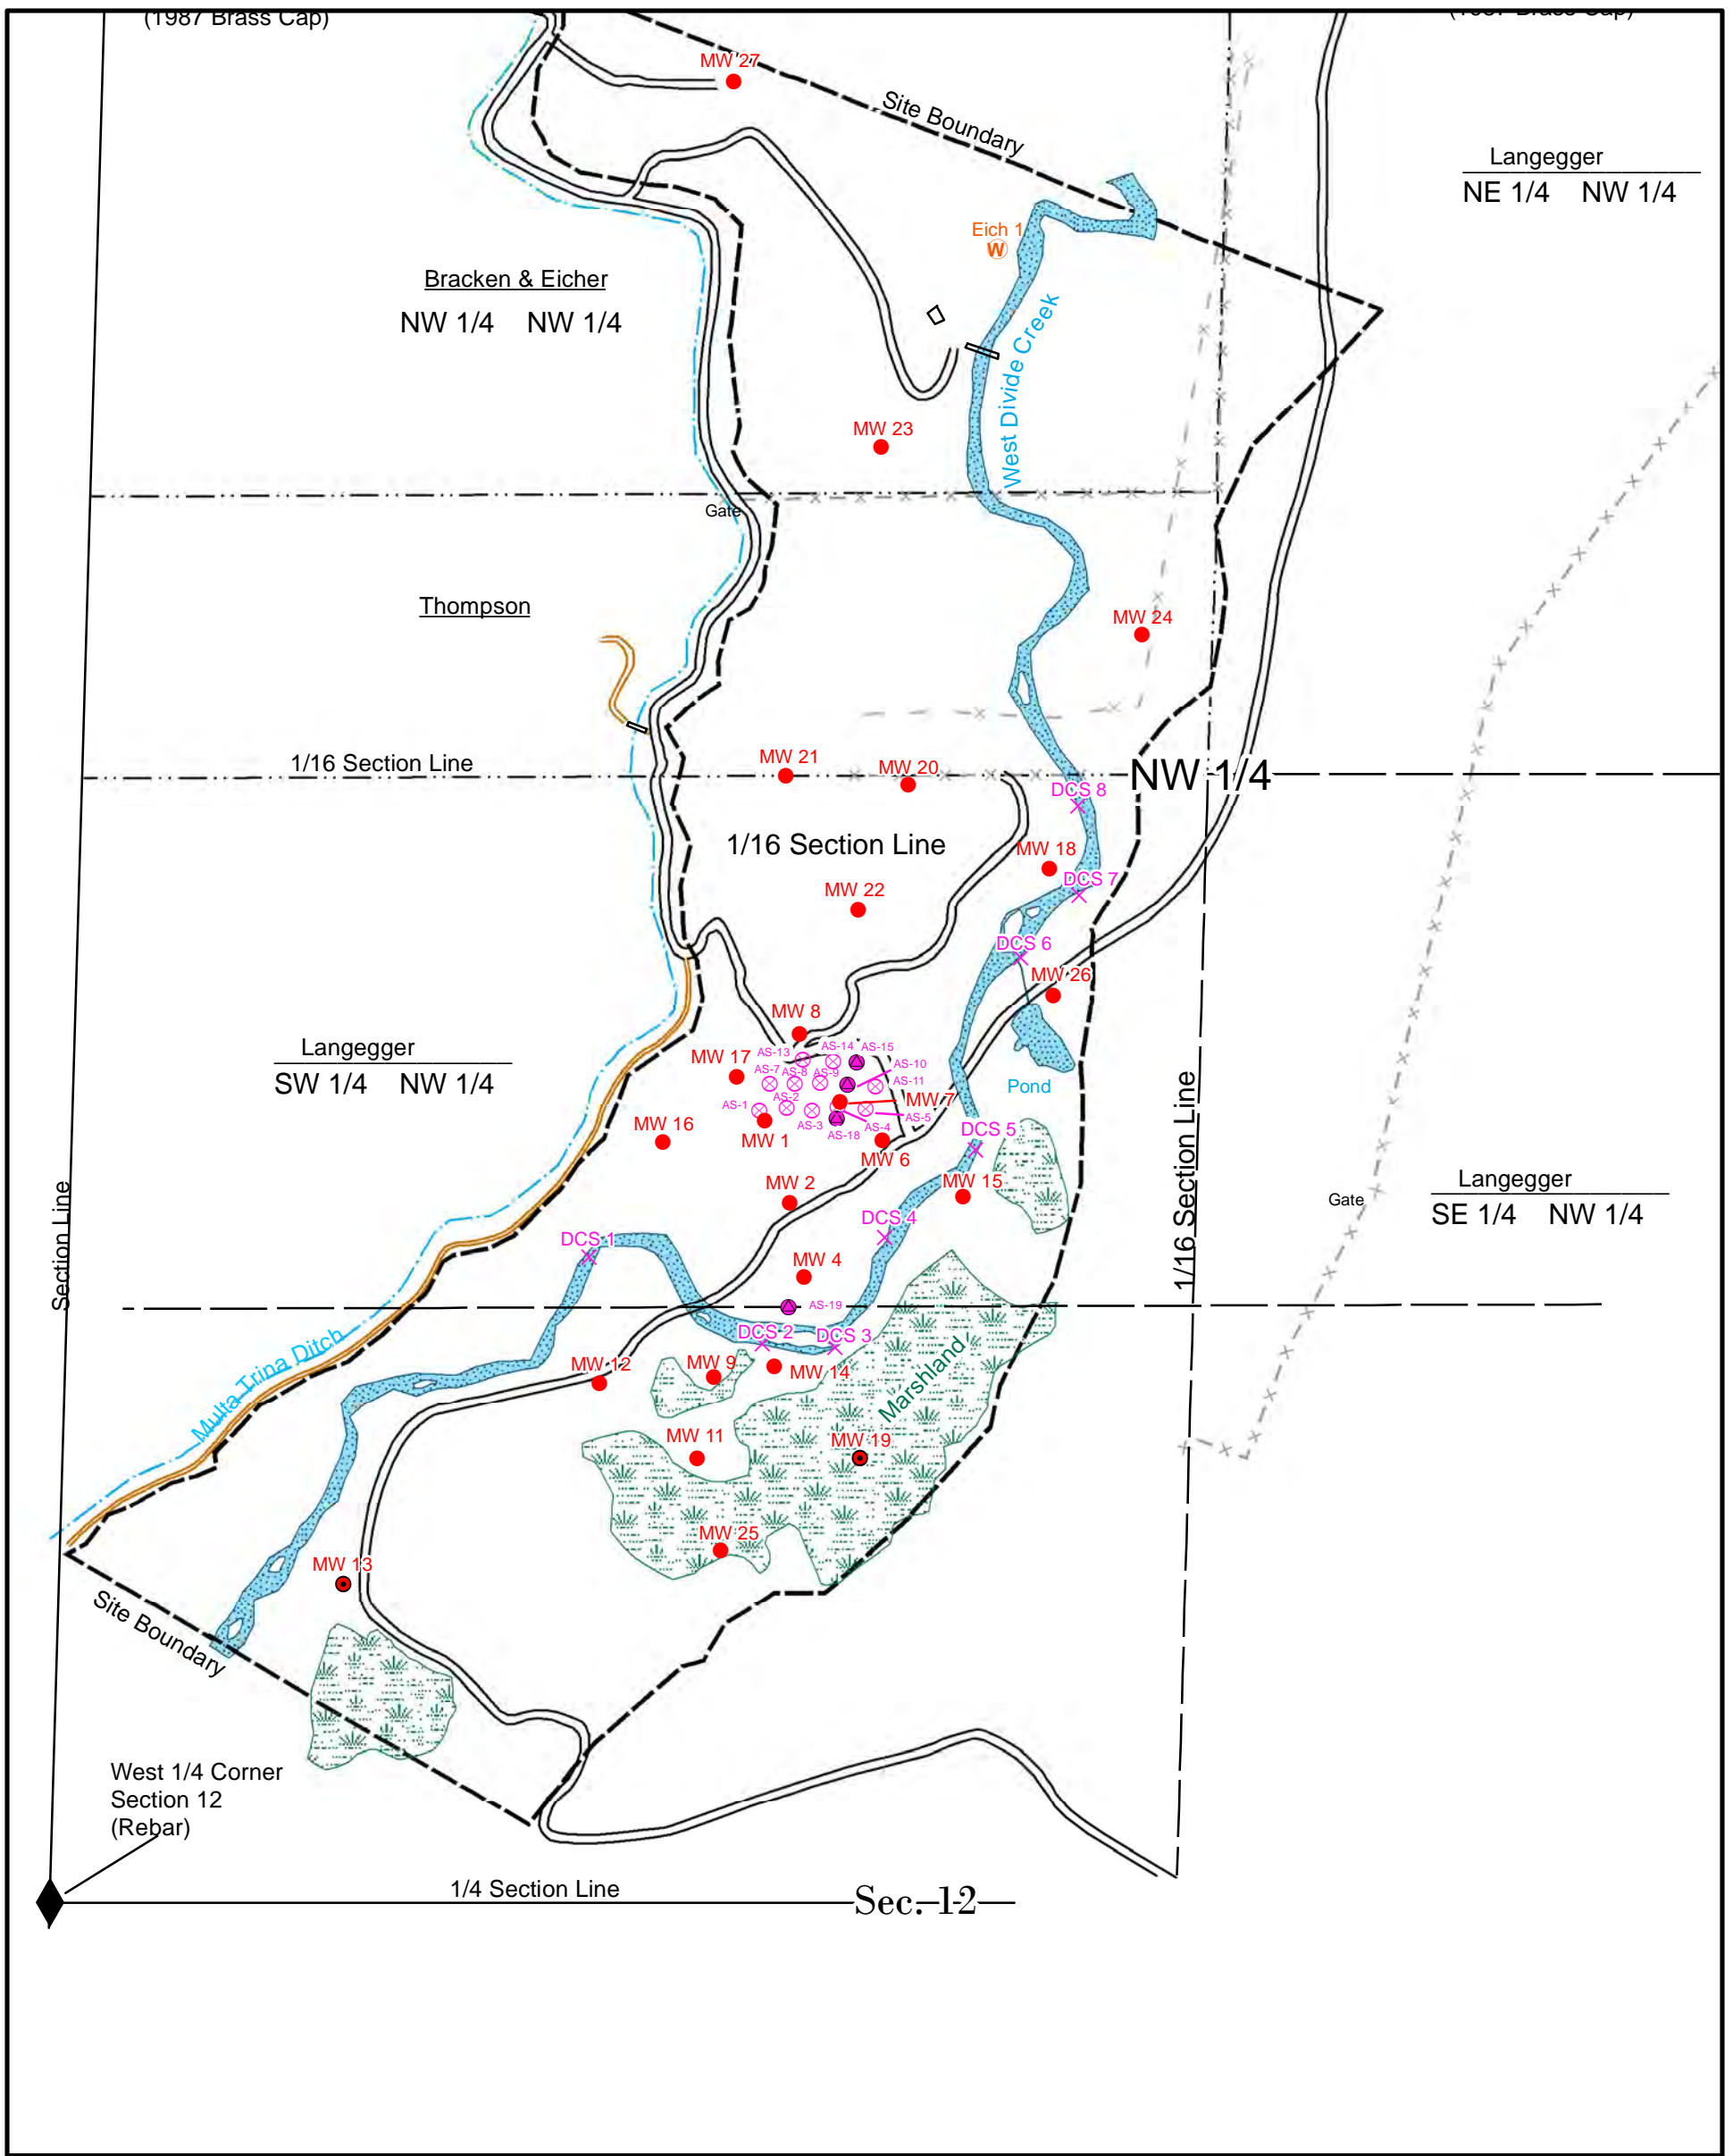 (1987 Brass Cap)
(1987 Brass Cap)
MW 27
Site Boundary
Langegger
NE 1/4 NW 1/4
Eich 1
W
Bracken & Eicher
NW 1/4 NW 1/4
West Divide Creek
MW 23
Gate
Thompson
MW 24
1/16 Section Line
MW 21
MW 20
NW 1/4
DCS 8
1/16 Section Line
MW 18
DCS 7
MW 22
DCS 6
MW 26
MW 8
Langegger
SW 1/4 NW 1/4
MW 17
AS-13
AS-14
AS-15
AS-7
AS-8
AS-9
AS-10
AS-11
Pond
AS-1
AS-2
MW 7
AS-3
AS-18
AS-4
AS-5
MW 16
MW 1
MW 6
DCS 5
1/16 Section Line
Section Line
MW 2
MW 15
Gate
Langegger
SE 1/4 NW 1/4
DCS 1
DCS 4
MW 4
AS-19
Multa Trina Ditch
DCS 2
DCS 3
Marshland
MW 12
MW 9
MW 14
MW 11
MW 19
MW 25
MW 13
Site Boundary
West 1/4 Corner
Section 12
(Rebar)
1/4 Section Line
Sec. 12